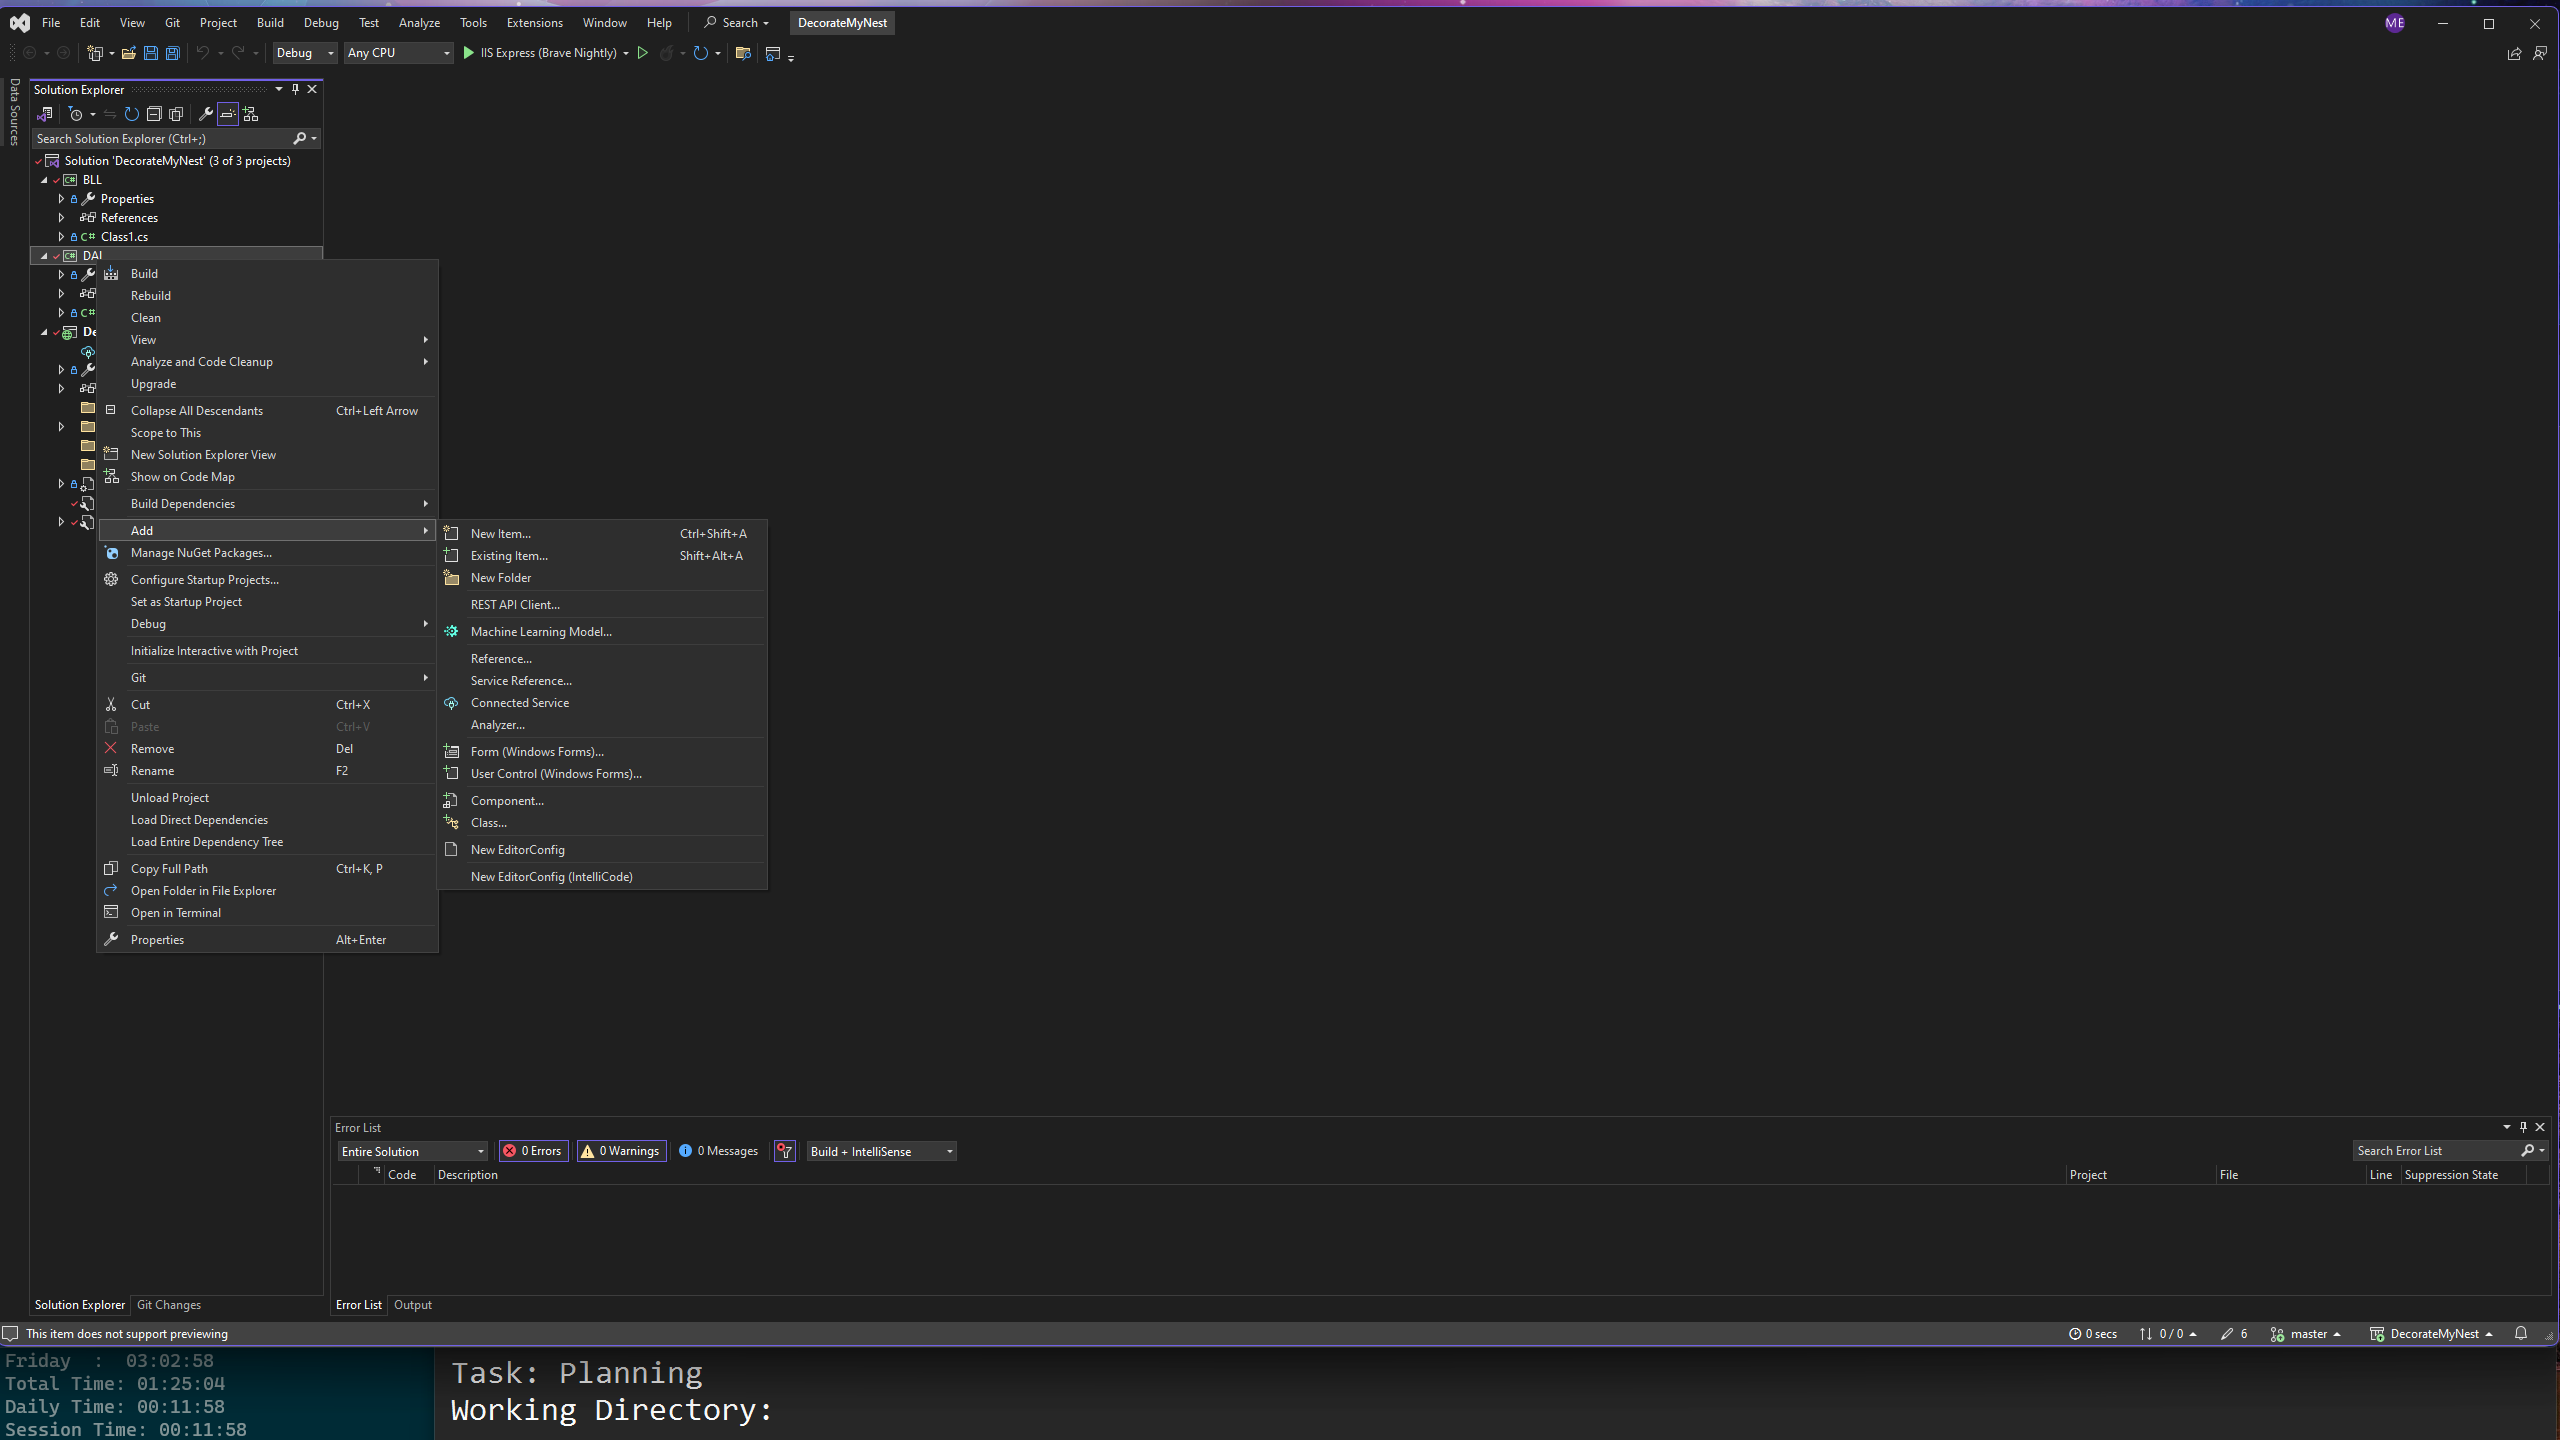 File Edit View Git Project Build Debug Test Analyze Tools Extensions Window Help Search DecorateMyNest ME
Debug Any CPU IIS Express (Brave Nightly)
Data Sources
Solution Explorer
Search Solution Explorer (Ctrl+;)
Solution 'DecorateMyNest' (3 of 3 projects)
C# BLL
Properties
References
C# Class1.cs
C# DAL
C#
De
Build
Rebuild
Clean
View
Analyze and Code Cleanup
Upgrade
Collapse All Descendants Ctrl+Left Arrow
Scope to This
New Solution Explorer View
Show on Code Map
Build Dependencies
Add
Manage NuGet Packages...
Configure Startup Projects...
Set as Startup Project
Debug
Initialize Interactive with Project
Git
Cut Ctrl+X
Paste Ctrl+V
Remove Del
Rename F2
Unload Project
Load Direct Dependencies
Load Entire Dependency Tree
Copy Full Path Ctrl+K, P
Open Folder in File Explorer
Open in Terminal
Properties Alt+Enter
New Item... Ctrl+Shift+A
Existing Item... Shift+Alt+A
New Folder
REST API Client...
Machine Learning Model...
Reference...
Service Reference...
Connected Service
Analyzer...
Form (Windows Forms)...
User Control (Windows Forms)...
Component...
Class...
New EditorConfig
New EditorConfig (IntelliCode)
Error List
Entire Solution 0 Errors 0 Warnings 0 Messages Build + IntelliSense Search Error List
Code Description Project File Line Suppression State
Solution Explorer Git Changes
Error List Output
This item does not support previewing 0 secs 0 / 0 6 master DecorateMyNest
Friday : 03:02:58
Total Time: 01:25:04
Daily Time: 00:11:58
Session Time: 00:11:58
Task: Planning
Working Directory: